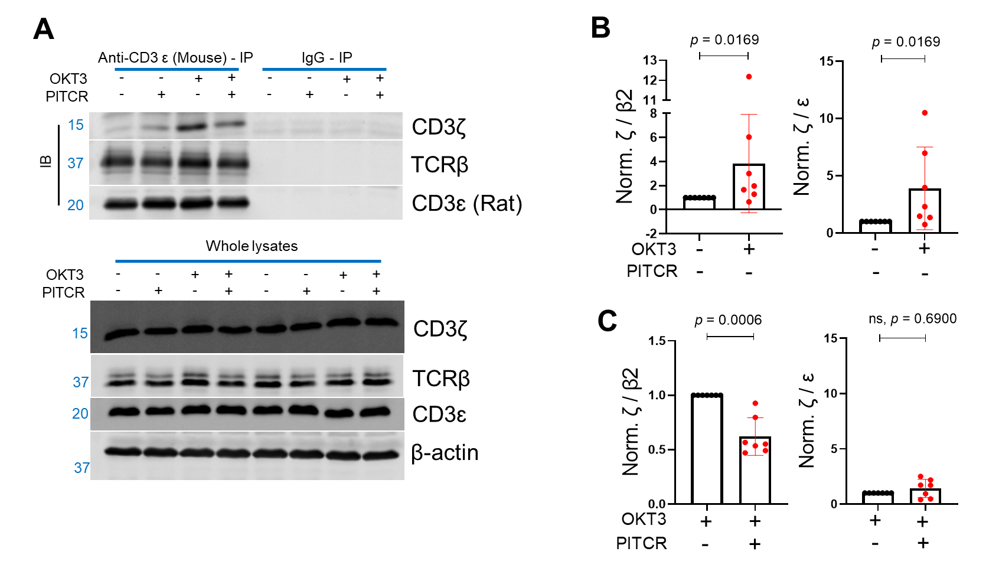 A
Anti-CD3 ε (Mouse) - IP IgG - IP
OKT3 - - + + - - + +
PITCR - + - + - + - +
IB
15 CD3ζ
37 TCRβ
20 CD3ε (Rat)
Whole lysates
OKT3 - - + + - - + +
PITCR - + - + - + - +
15 CD3ζ
37 TCRβ
20 CD3ε
β-actin
37
B
p = 0.0169
Norm. ζ / β2
13
12
11
8
6
4
2
0
-2
OKT3 - +
PITCR - -
p = 0.0169
Norm. ζ / ε
15
10
5
0
- +
- -
C
p = 0.0006
Norm. ζ / β2
1.5
1.0
0.5
0.0
OKT3 + +
PITCR - +
ns, p = 0.6900
Norm. ζ / ε
15
10
5
0
+ +
- +